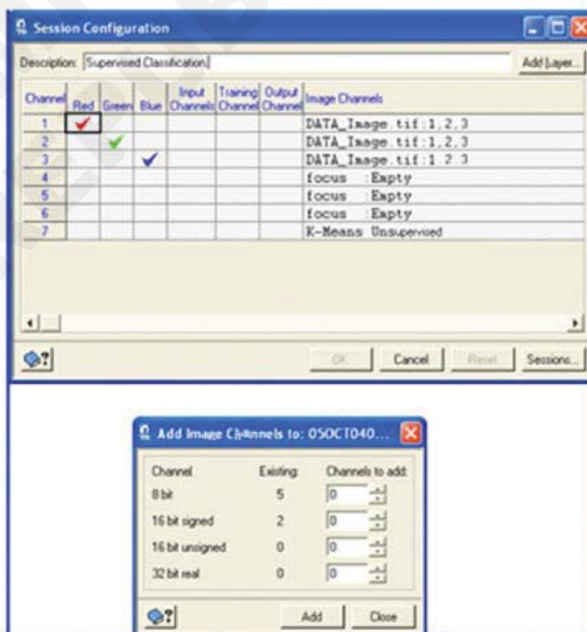 Session Configuration
Description: Supervised Classification Add Layer...
Channel Red Green Blue Input Channels Training Channel Output Channel Image Channels
1 DATA_Image.tif:1,2,3
2 DATA_Image.tif:1,2,3
3 DATA_Image.tif:1,2,3
4 focus :Empty
5 focus :Empty
6 focus :Empty
7 K-Means Unsupervised
OK Cancel Reset Sessions...
Add Image Channels to: 05OCT040...
Channel Existing: Channels to add:
8 bit 5 0
16 bit signed 2 0
16 bit unsigned 0 0
32 bit real 0 0
Add Close